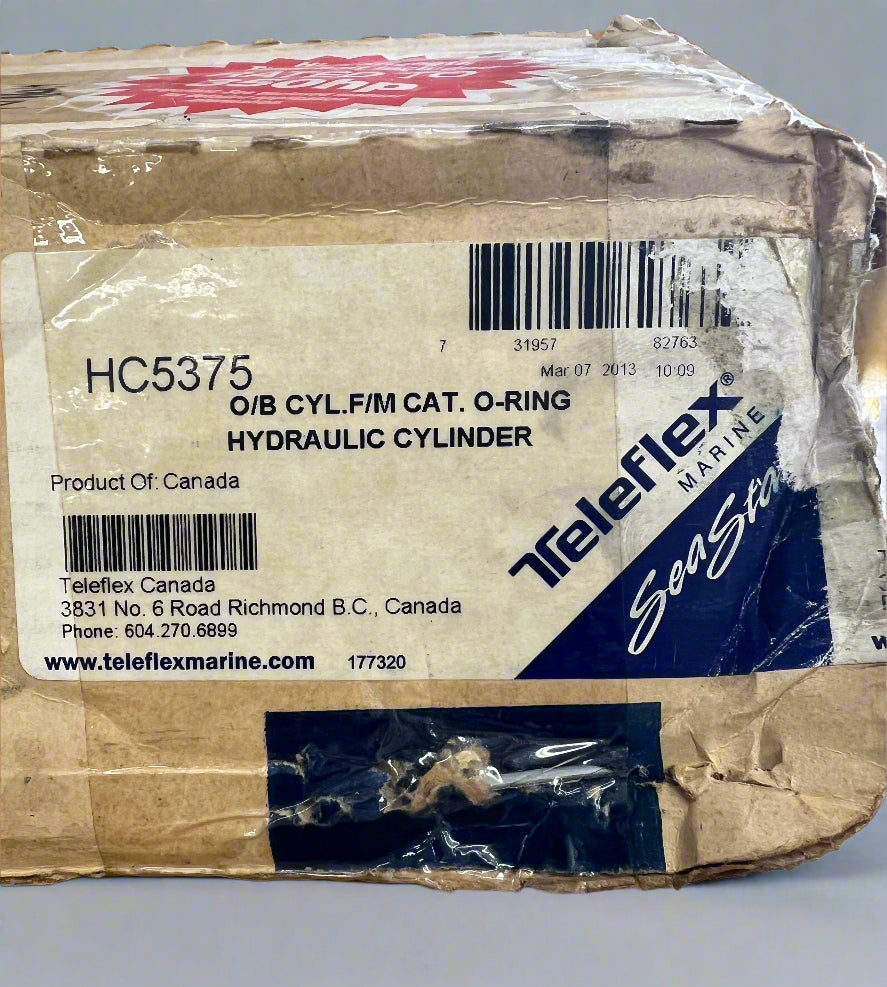 7 31957 82763
Mar 07 2013 10:09
HC5375
O/B CYL.F/M CAT. O-RING
HYDRAULIC CYLINDER
Product Of: Canada
Teleflex®
MARINE
SeaSta
Teleflex Canada
3831 No. 6 Road Richmond B.C., Canada
Phone: 604.270.6899
www.teleflexmarine.com 177320
w